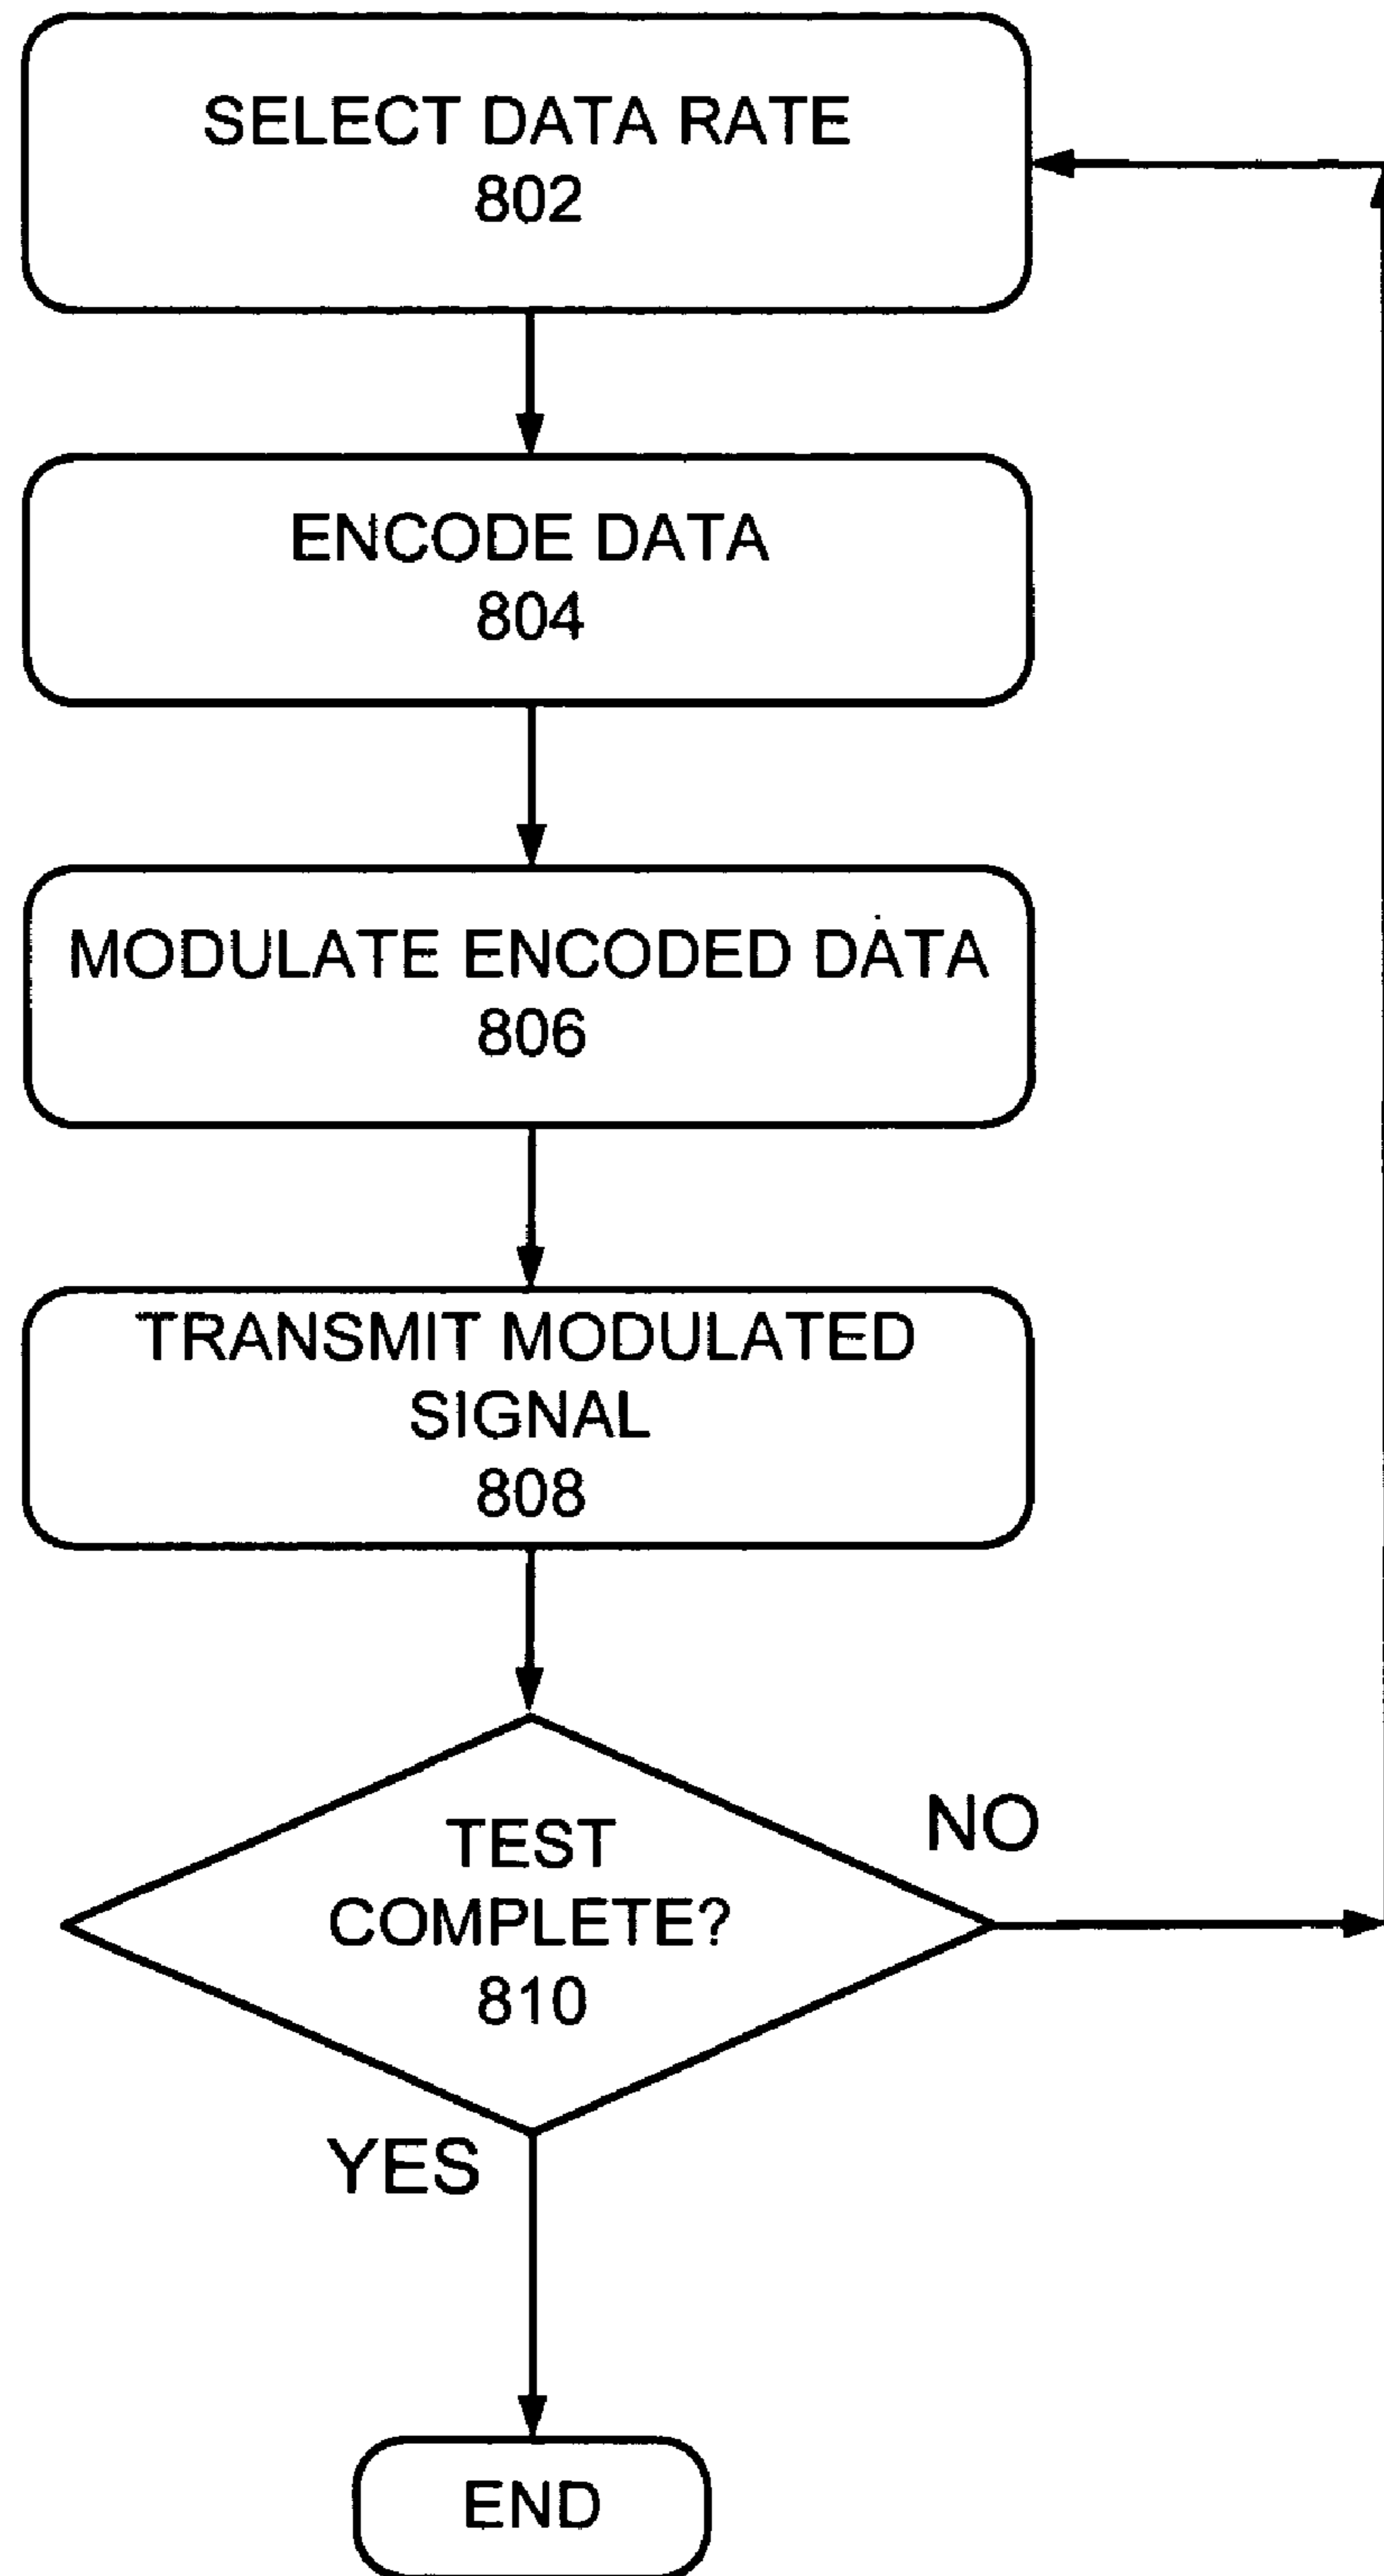 SELECT DATA RATE
802
ENCODE DATA
804
MODULATE ENCODED DATA
806
TRANSMIT MODULATED
SIGNAL
808
TEST
COMPLETE?
810
NO
YES
END